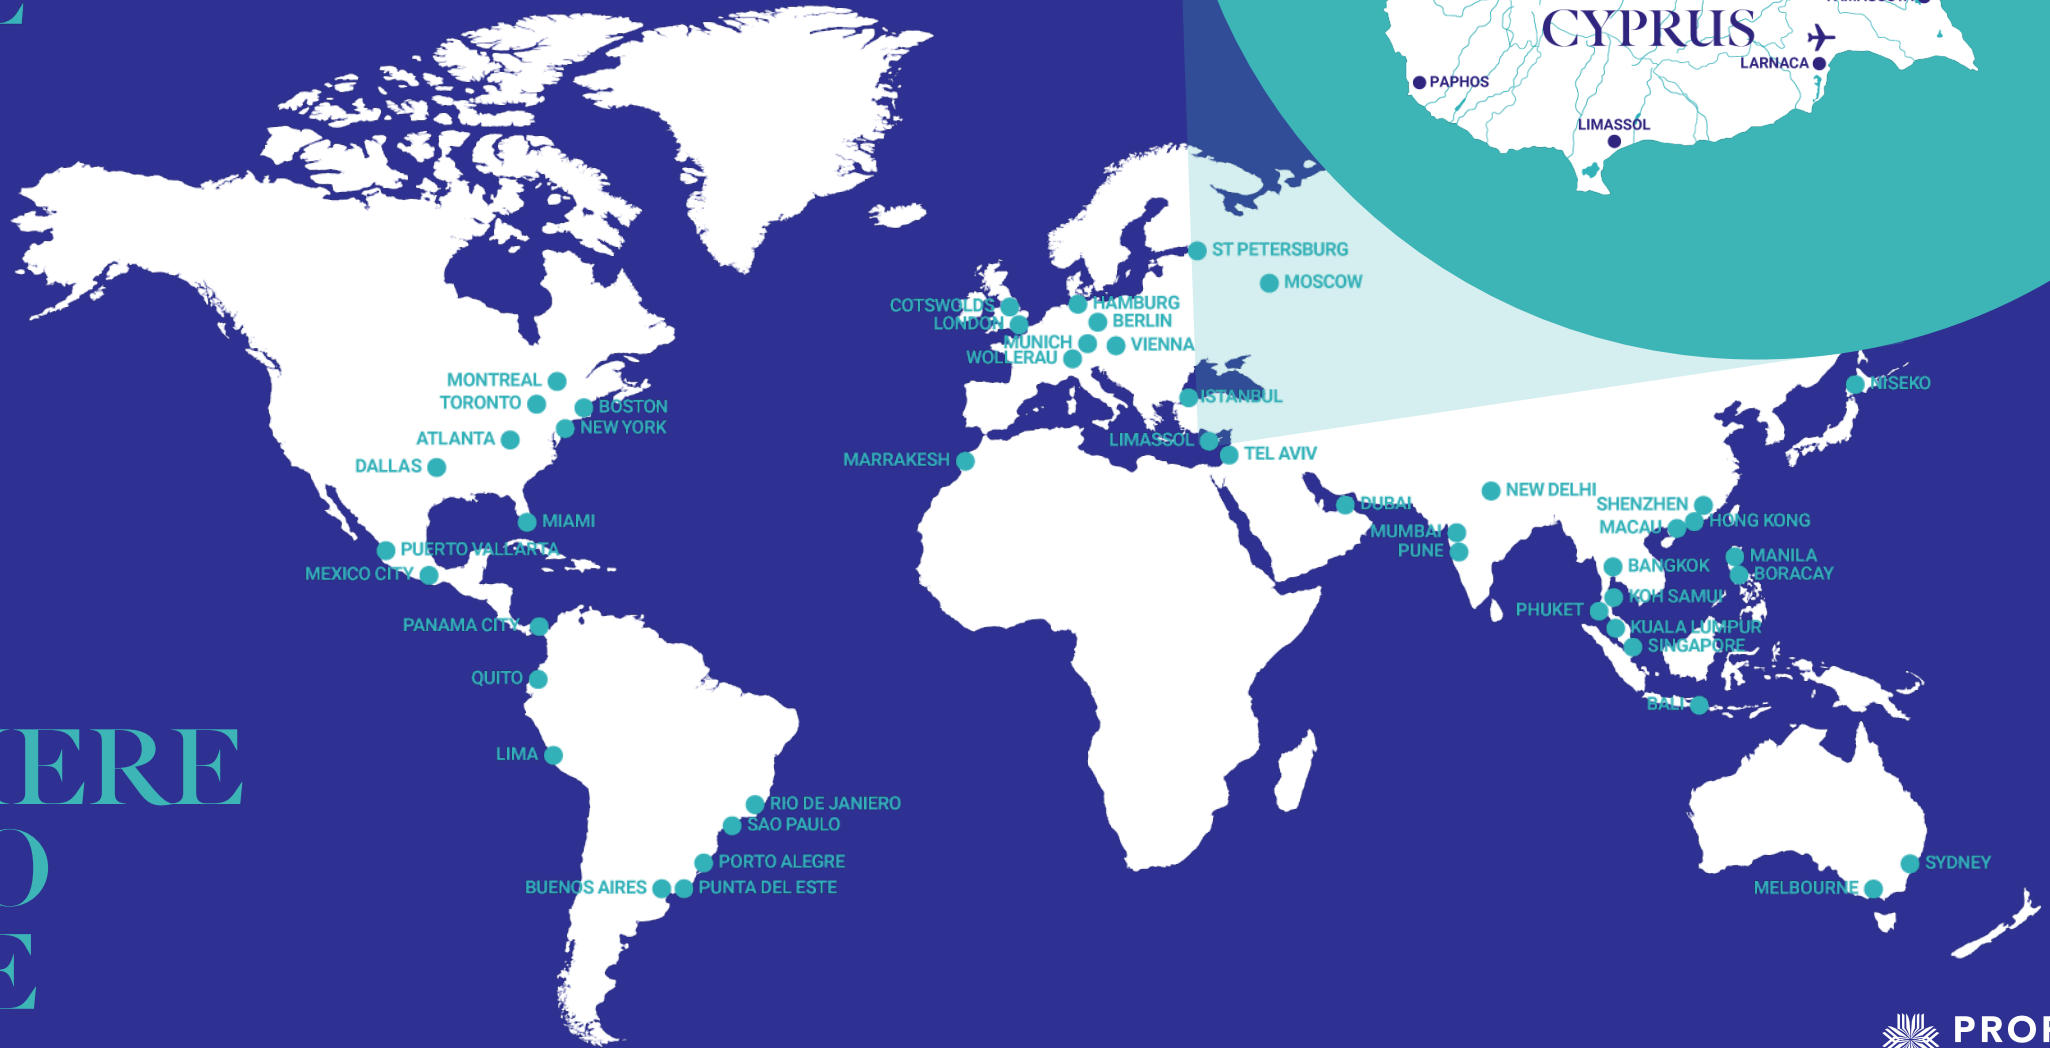 CYPRUS
LARNACA
PAPHOS
LIMASSOL
ST PETERSBURG
MOSCOW
COTSWOLDS
HAMBURG
LONDON
BERLIN
MUNICH
VIENNA
WOLLERAU
MONTREAL
ISTANBUL
NISEKO
TORONTO
BOSTON
NEW YORK
ATLANTA
LIMASSOL
TEL AVIV
MARRAKESH
DALLAS
NEW DELHI
DUBAI
SHENZHEN
MIAMI
HONG KONG
MACAU
MUMBAI
PUERTO VALLARTA
PUNE
MANILA
BANGKOK
MEXICO CITY
BORACAY
KOH SAMUI
PHUKET
PANAMA CITY
KUALA LUMPUR
SINGAPORE
QUITO
BALI
LIMA
ERE
RIO DE JANIERO
SAO PAULO
PORTO ALEGRE
SYDNEY
BUENOS AIRES
PUNTA DEL ESTE
MELBOURNE
E